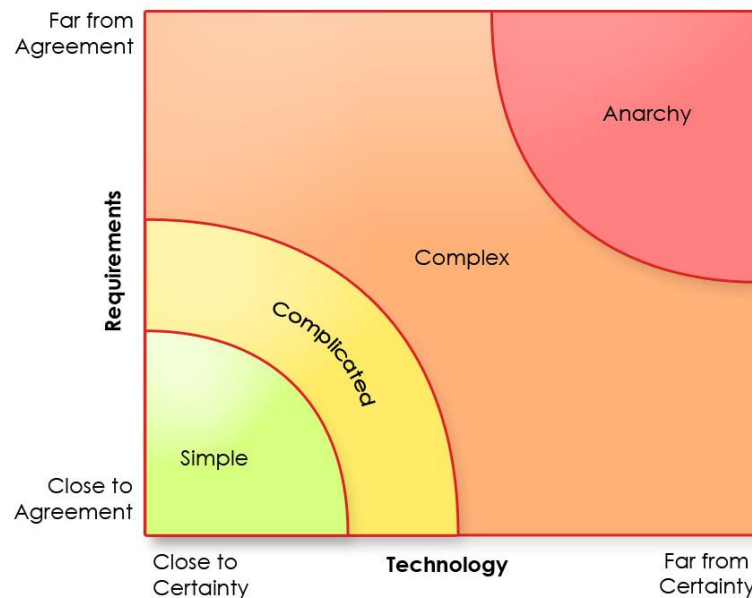 Far from
Agreement
Anarchy
Requirements
Complex
Complicated
Simple
Close to
Agreement
Close to
Certainty
Technology
Far from
Certainty